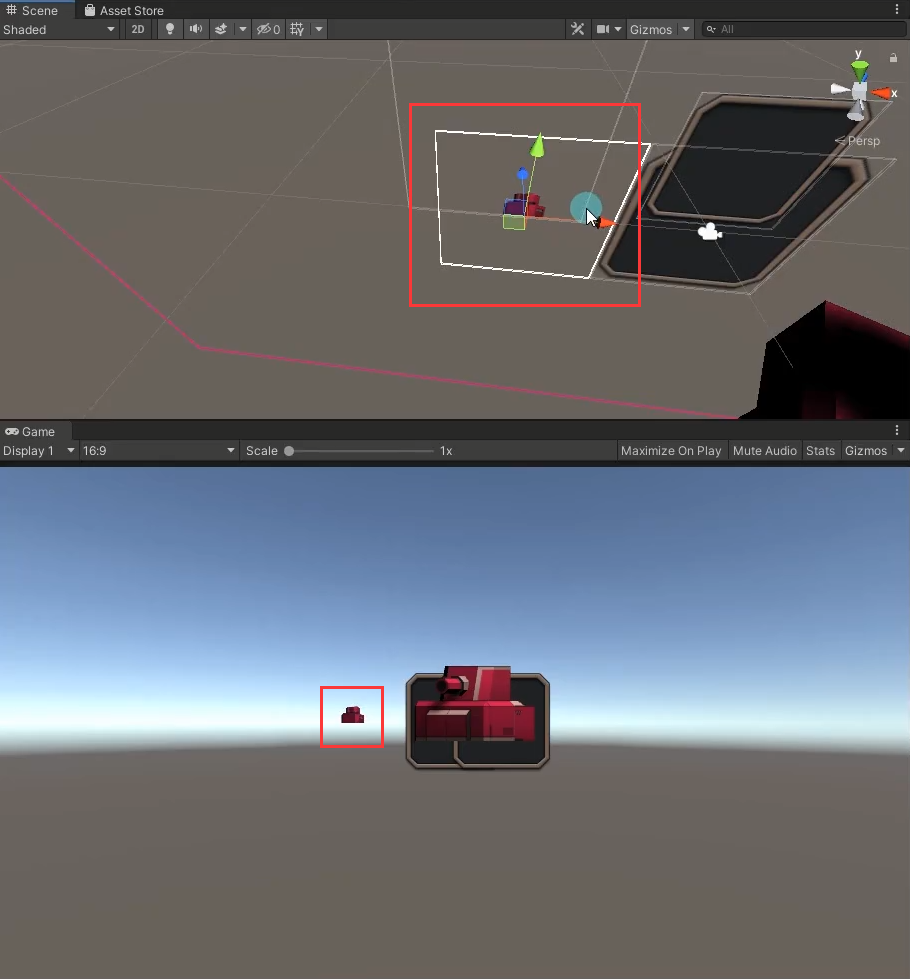 Scene Asset Store
Shaded 2D 0 Gizmos All
y
x
Persp
Game
Display 1 16:9 Scale 1x Maximize On Play Mute Audio Stats Gizmos